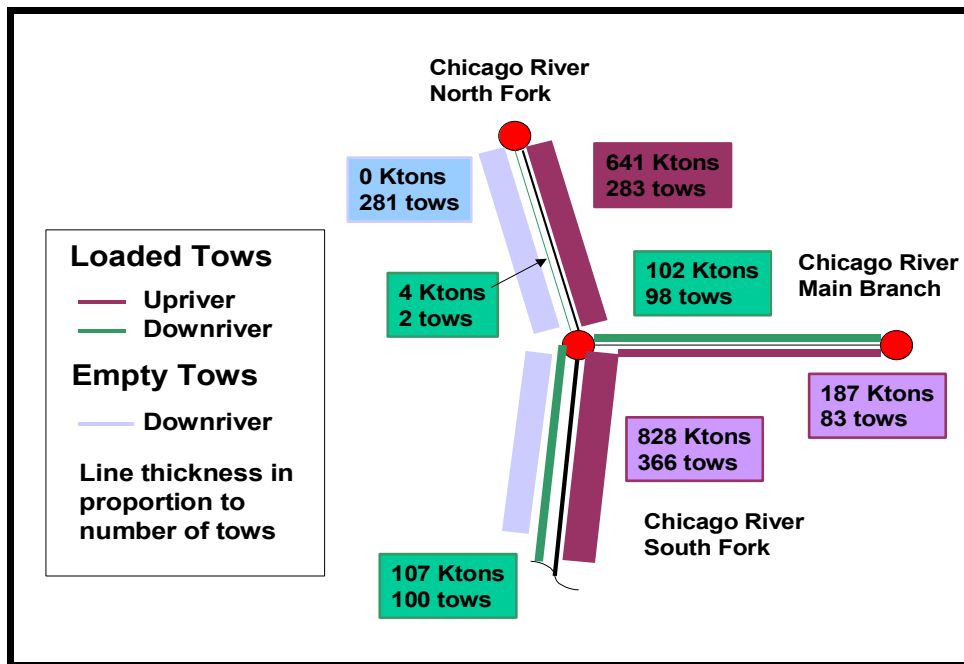 Chicago River
North Fork
0 Ktons
281 tows
641 Ktons
283 tows
Loaded Tows
Upriver
Downriver
Empty Tows
Downriver
Line thickness in
proportion to
number of tows
4 Ktons
2 tows
102 Ktons
98 tows
Chicago River
Main Branch
187 Ktons
83 tows
828 Ktons
366 tows
Chicago River
South Fork
107 Ktons
100 tows